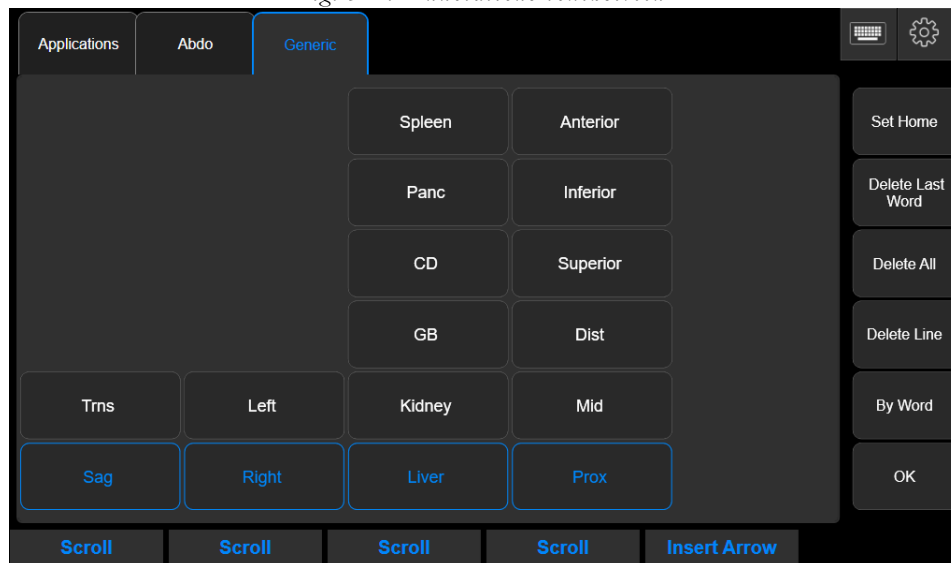 Applications Abdo Generic
Spleen Anterior Set Home
Panc Inferior Delete Last
Word
CD Superior Delete All
GB Dist Delete Line
Trns Left Kidney Mid By Word
Sag Right Liver Prox OK
Scroll Scroll Scroll Scroll Insert Arrow